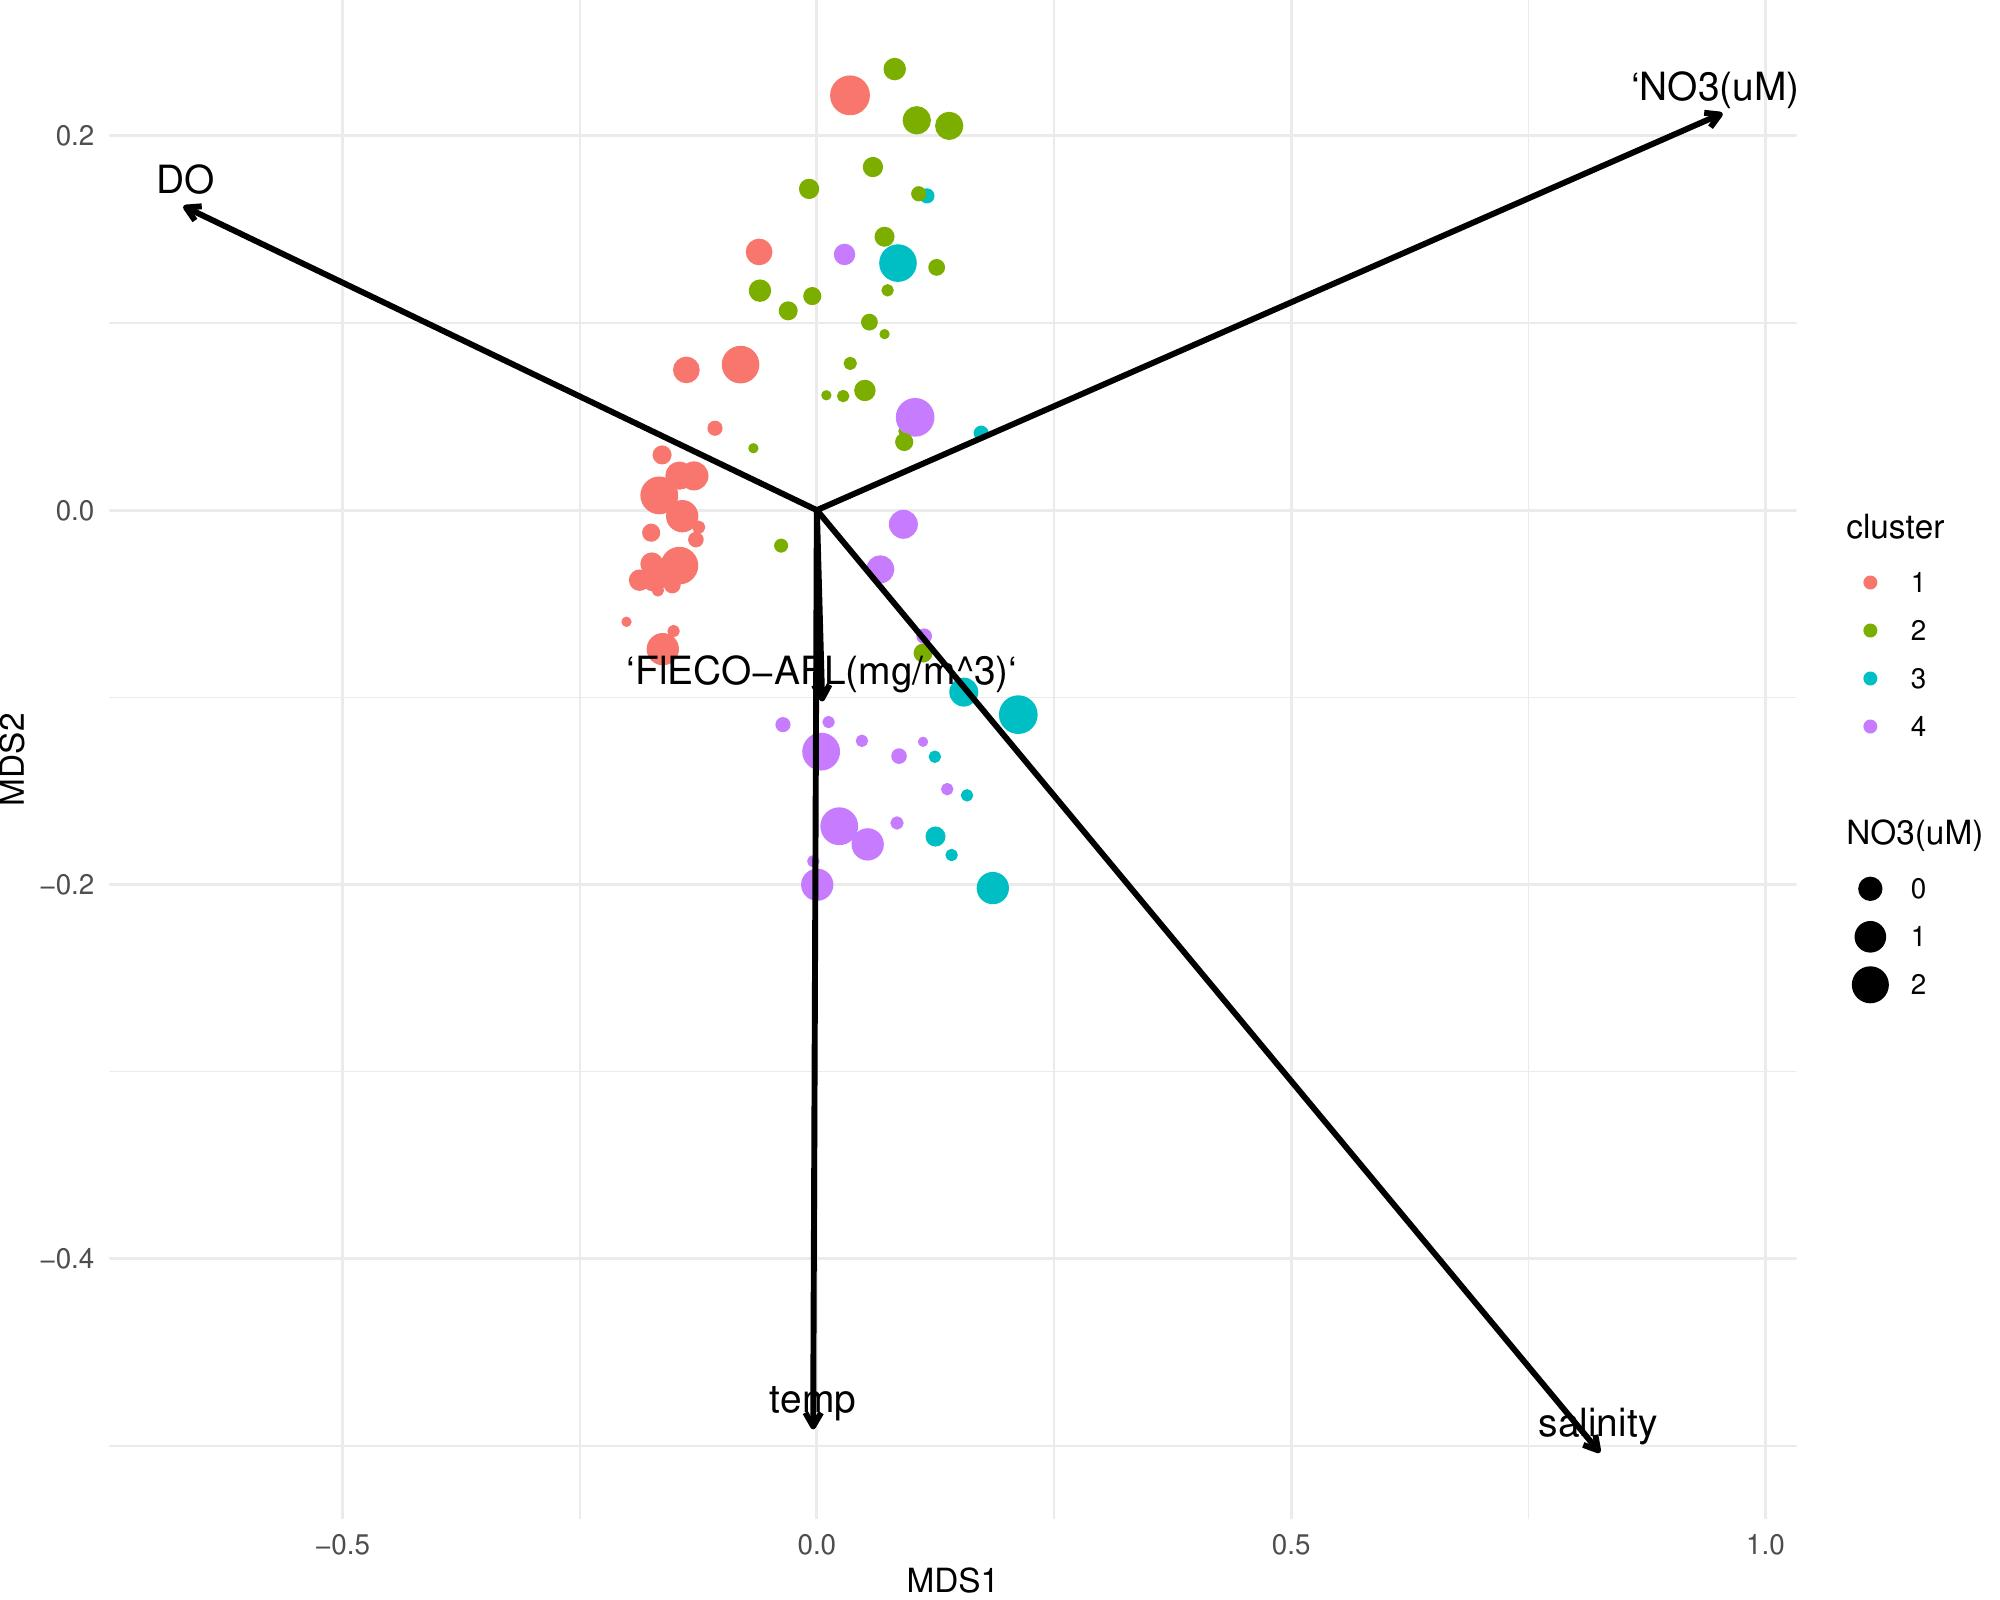 ‘NO3(uM)
DO
0.2
0.0
−0.2
−0.4
MDS2
‘FIECO−AFL(mg/m^3)‘
temp
salinity
−0.5
0.0
0.5
1.0
MDS1
cluster
1
2
3
4
NO3(uM)
0
1
2